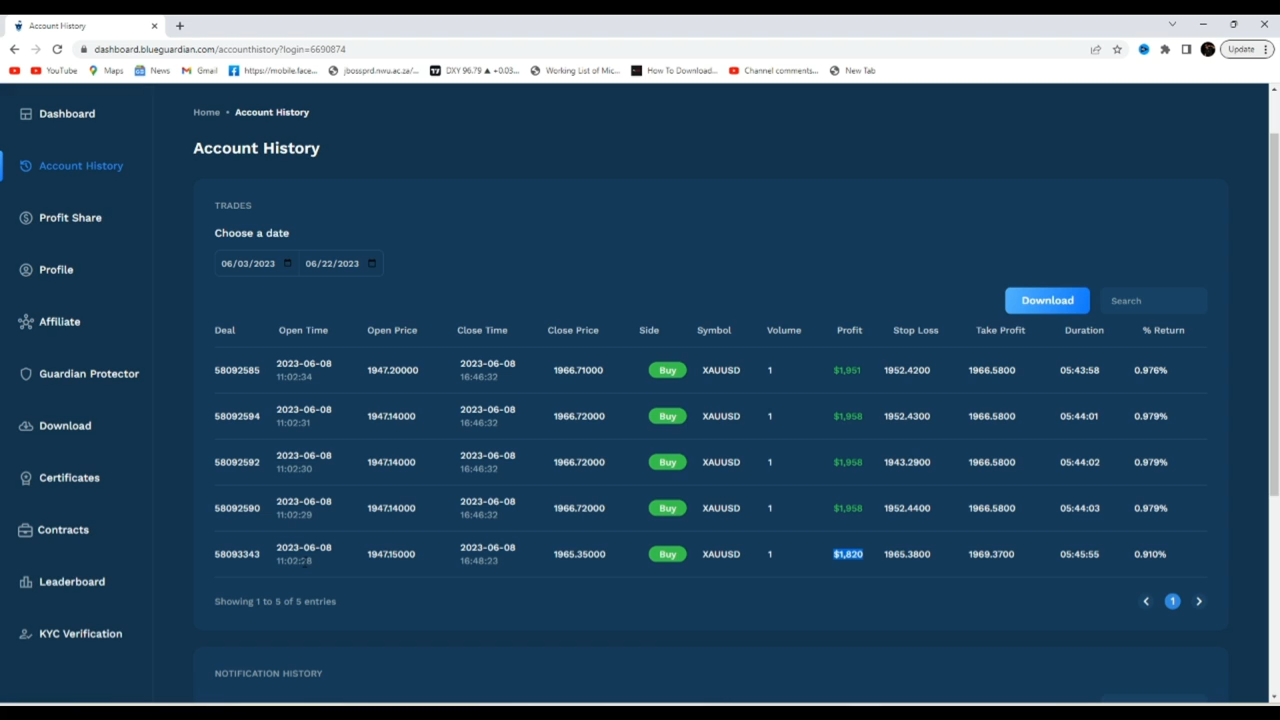 Account History
dashboard.blueguardian.com/accounthistory?login=6690874
Update
YouTube Maps News Gmail https://mobile.face... jbossprd.nwu.ac.za/... DXY 96.79 ▲ +0.03... Working List of Mic... How To Download... Channel comments... New Tab
Dashboard
Account History
Profit Share
Profile
Affiliate
Guardian Protector
Download
Certificates
Contracts
Leaderboard
KYC Verification
Home • Account History
Account History
TRADES
Choose a date
06/03/2023 06/22/2023
Download Search
Deal Open Time Open Price Close Time Close Price Side Symbol Volume Profit Stop Loss Take Profit Duration % Return
58092585 2023-06-08 11:02:34 1947.20000 2023-06-08 16:46:32 1966.71000 Buy XAUUSD 1 $1,951 1952.4200 1966.5800 05:43:58 0.976%
58092594 2023-06-08 11:02:31 1947.14000 2023-06-08 16:46:32 1966.72000 Buy XAUUSD 1 $1,958 1952.4300 1966.5800 05:44:01 0.979%
58092592 2023-06-08 11:02:30 1947.14000 2023-06-08 16:46:32 1966.72000 Buy XAUUSD 1 $1,958 1943.2900 1966.5800 05:44:02 0.979%
58092590 2023-06-08 11:02:29 1947.14000 2023-06-08 16:46:32 1966.72000 Buy XAUUSD 1 $1,958 1952.4400 1966.5800 05:44:03 0.979%
58093343 2023-06-08 11:02:28 1947.15000 2023-06-08 16:48:23 1965.35000 Buy XAUUSD 1 $1,820 1965.3800 1969.3700 05:45:55 0.910%
Showing 1 to 5 of 5 entries
1
NOTIFICATION HISTORY